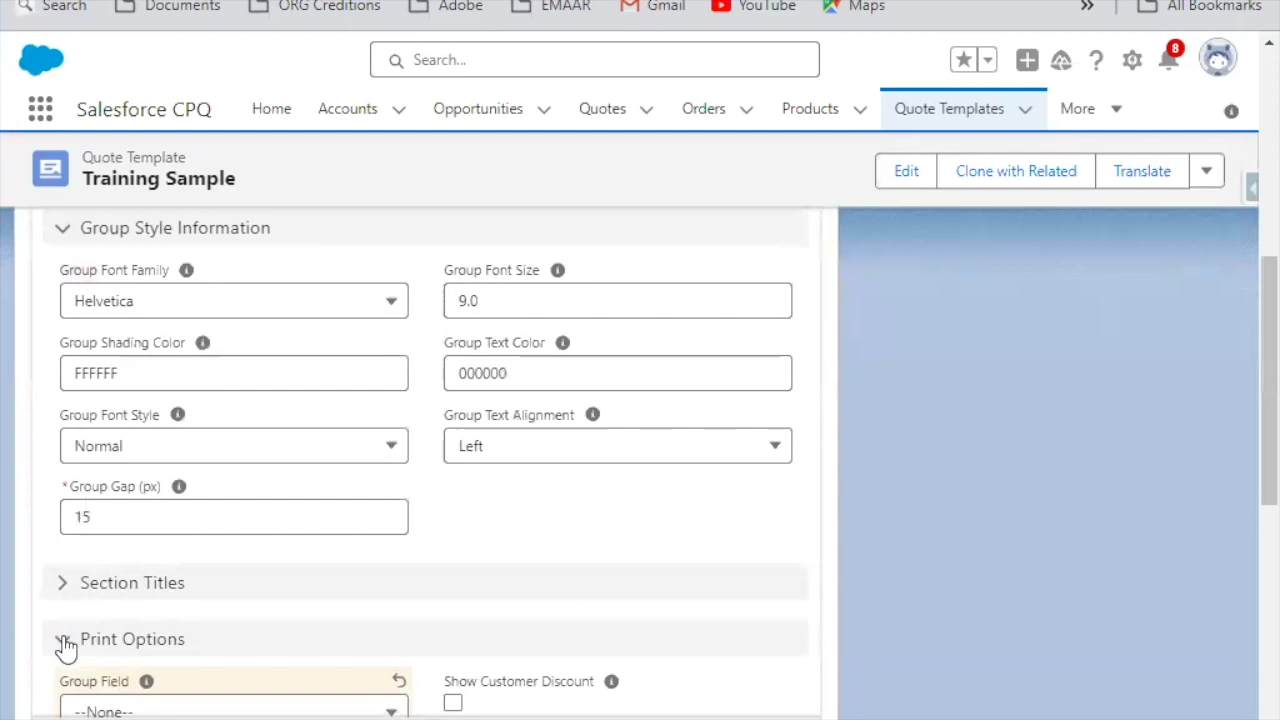 Search Documents ORG Creditions Adobe EMAAR Gmail YouTube Maps » All Bookmarks
Search... 8
Salesforce CPQ Home Accounts Opportunities Quotes Orders Products Quote Templates More
Quote Template
Training Sample
Edit Clone with Related Translate
Group Style Information
Group Font Family Group Font Size
Helvetica 9.0
Group Shading Color Group Text Color
FFFFFF 000000
Group Font Style Group Text Alignment
Normal Left
*Group Gap (px)
15
Section Titles
Print Options
Group Field Show Customer Discount
--None--